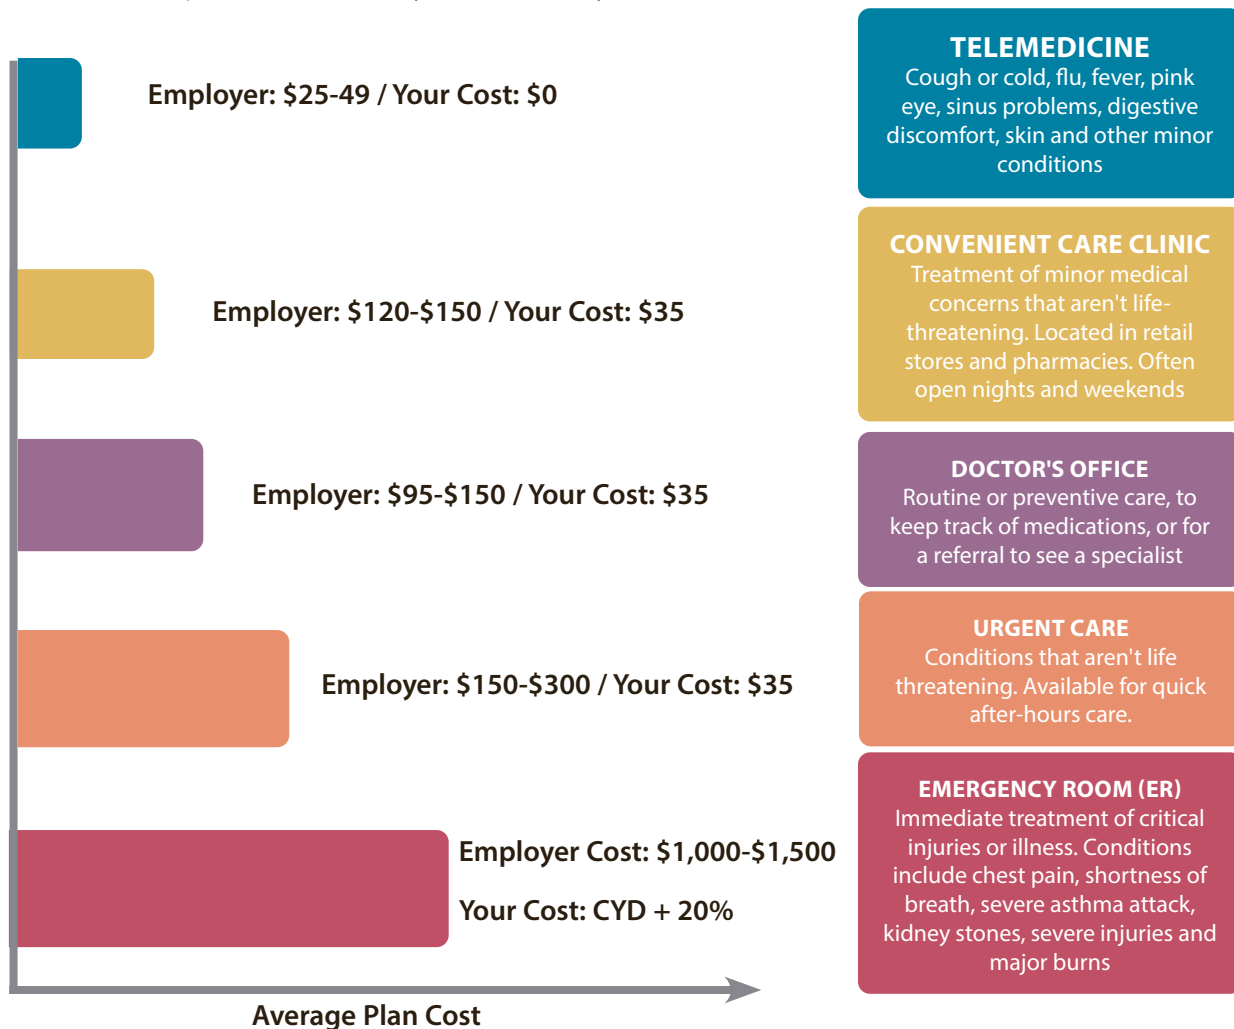 Employer: $25-49 / Your Cost: $0
TELEMEDICINE
Cough or cold, flu, fever, pink
eye, sinus problems, digestive
discomfort, skin and other minor
conditions
Employer: $120-$150 / Your Cost: $35
CONVENIENT CARE CLINIC
Treatment of minor medical
concerns that aren't life-
threatening. Located in retail
stores and pharmacies. Often
open nights and weekends
Employer: $95-$150 / Your Cost: $35
DOCTOR'S OFFICE
Routine or preventive care, to
keep track of medications, or for
a referral to see a specialist
Employer: $150-$300 / Your Cost: $35
URGENT CARE
Conditions that aren't life
threatening. Available for quick
after-hours care.
Employer Cost: $1,000-$1,500
Your Cost: CYD + 20%
EMERGENCY ROOM (ER)
Immediate treatment of critical
injuries or illness. Conditions
include chest pain, shortness of
breath, severe asthma attack,
kidney stones, severe injuries and
major burns
Average Plan Cost